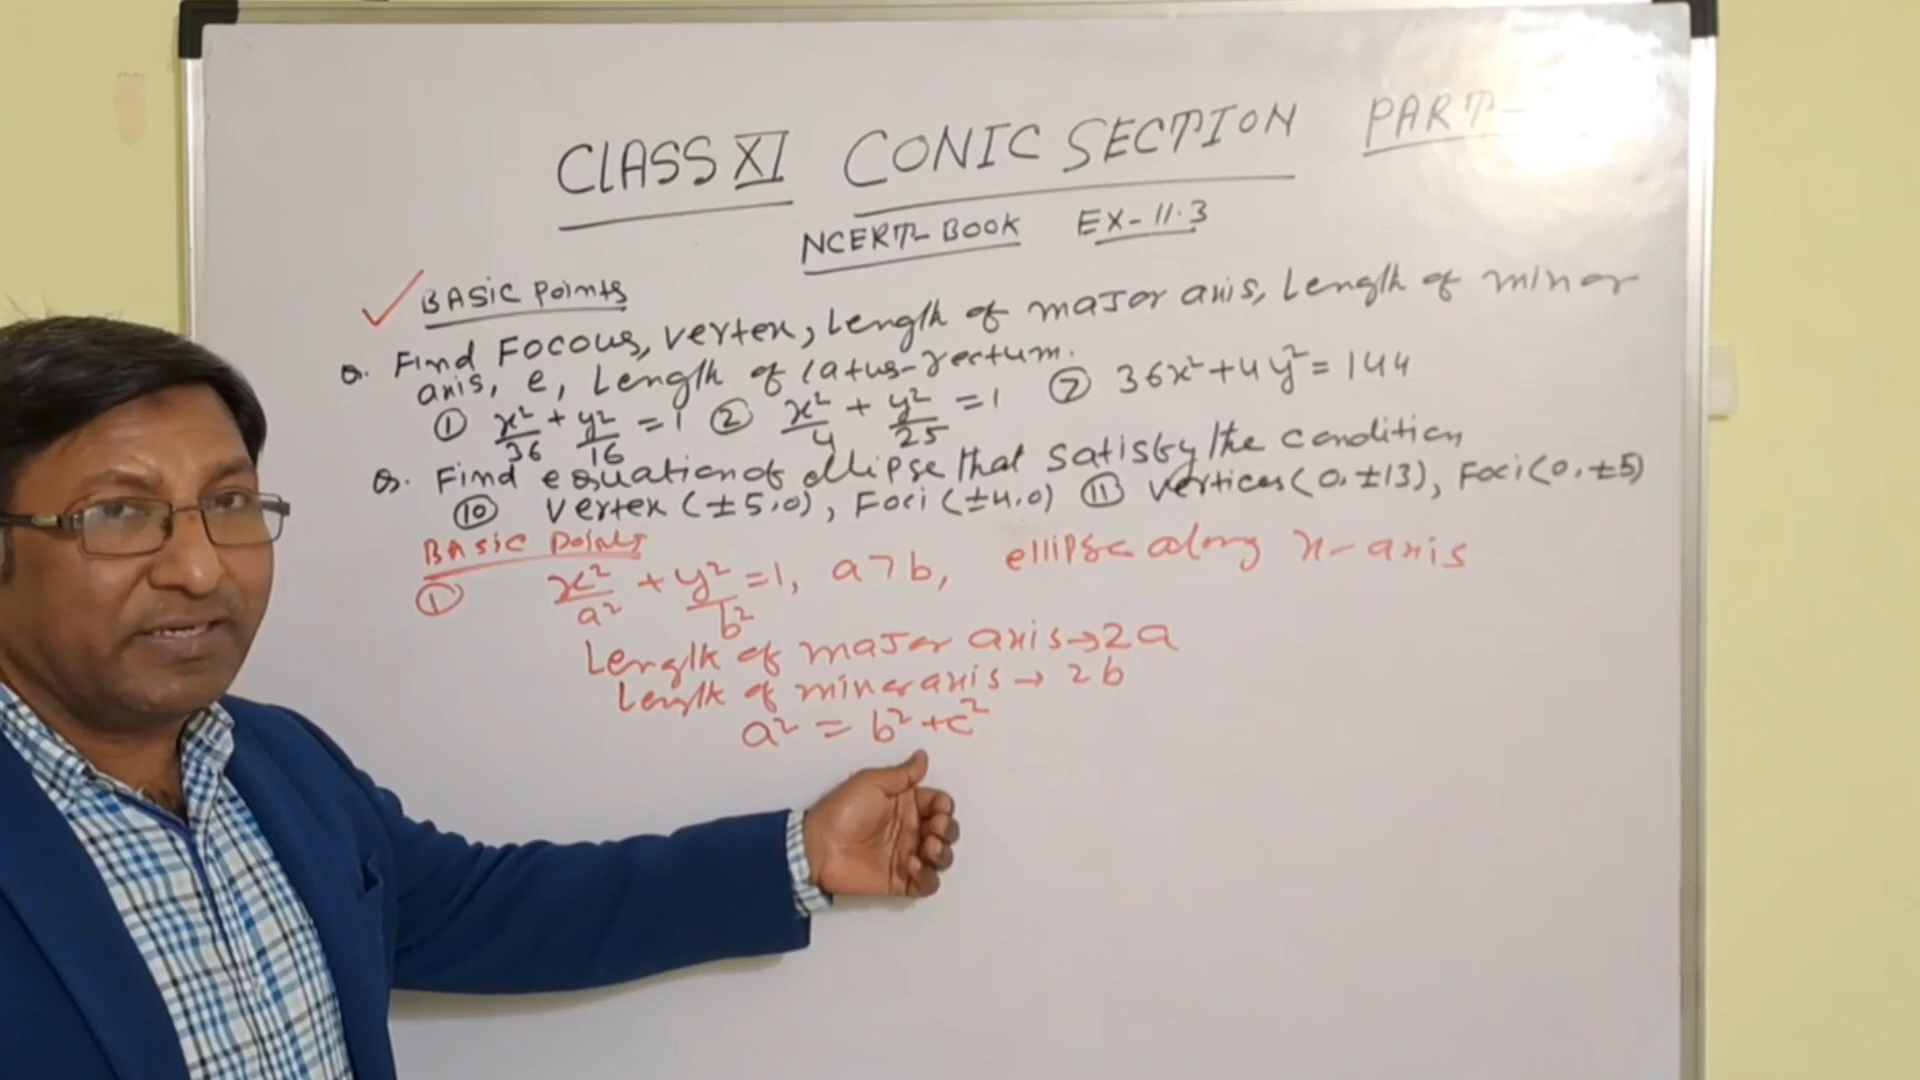 CLASS XI CONIC SECTION PART-
NCERT-BOOK EX-11.3
✓ BASIC Points
Q. Find Focous, vertex, Length of major axis, Length of minor
axis, e, Length of latus-rectum.
① x²/36 + y²/16 = 1 ② x²/4 + y²/25 = 1 ⑦ 36x²+4y² = 144
Q. Find equation of ellipse that satisfy the condition
⑩ vertex (±5,0), Foci (±4,0) ⑪ vertices (0,±13), Foci (0,±5)
BASIC points
① x²/a² + y²/b² = 1, a>b, ellipse along x-axis
Length of major axis→2a
Length of minor axis→2b
a² = b²+c²